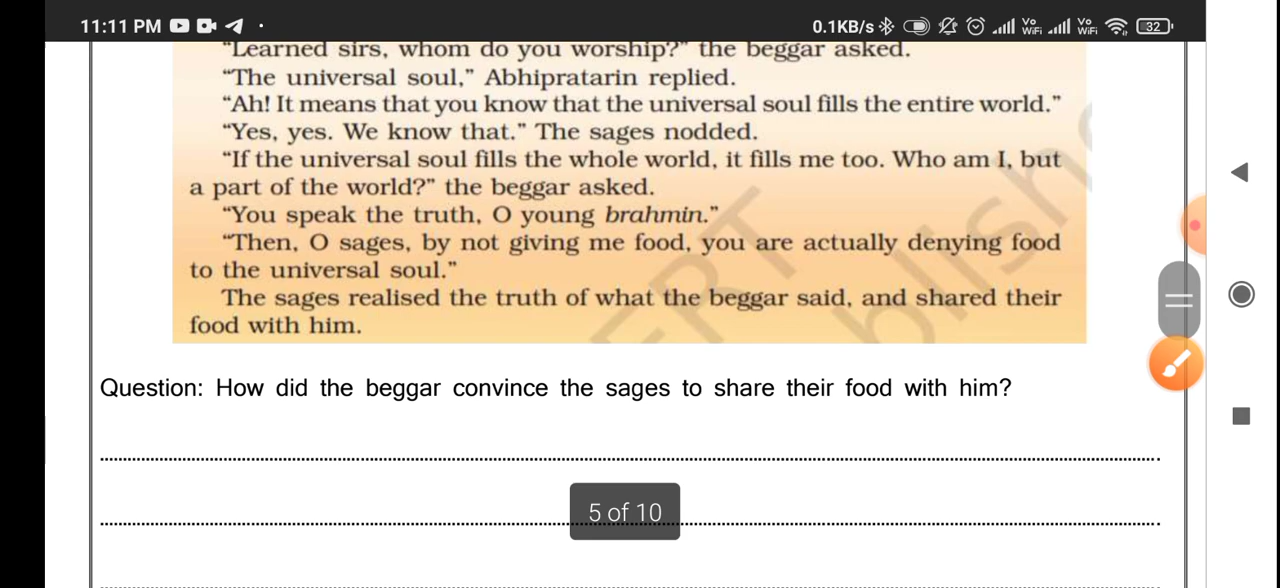 11:11 PM
0.1KB/s Vo WiFi Vo WiFi 32
"Learned sirs, whom do you worship?" the beggar asked.
"The universal soul," Abhipratarin replied.
"Ah! It means that you know that the universal soul fills the entire world."
"Yes, yes. We know that." The sages nodded.
"If the universal soul fills the whole world, it fills me too. Who am I, but
a part of the world?" the beggar asked.
"You speak the truth, O young brahmin."
"Then, O sages, by not giving me food, you are actually denying food
to the universal soul."
The sages realised the truth of what the beggar said, and shared their
food with him.
Question: How did the beggar convince the sages to share their food with him?
5 of 10